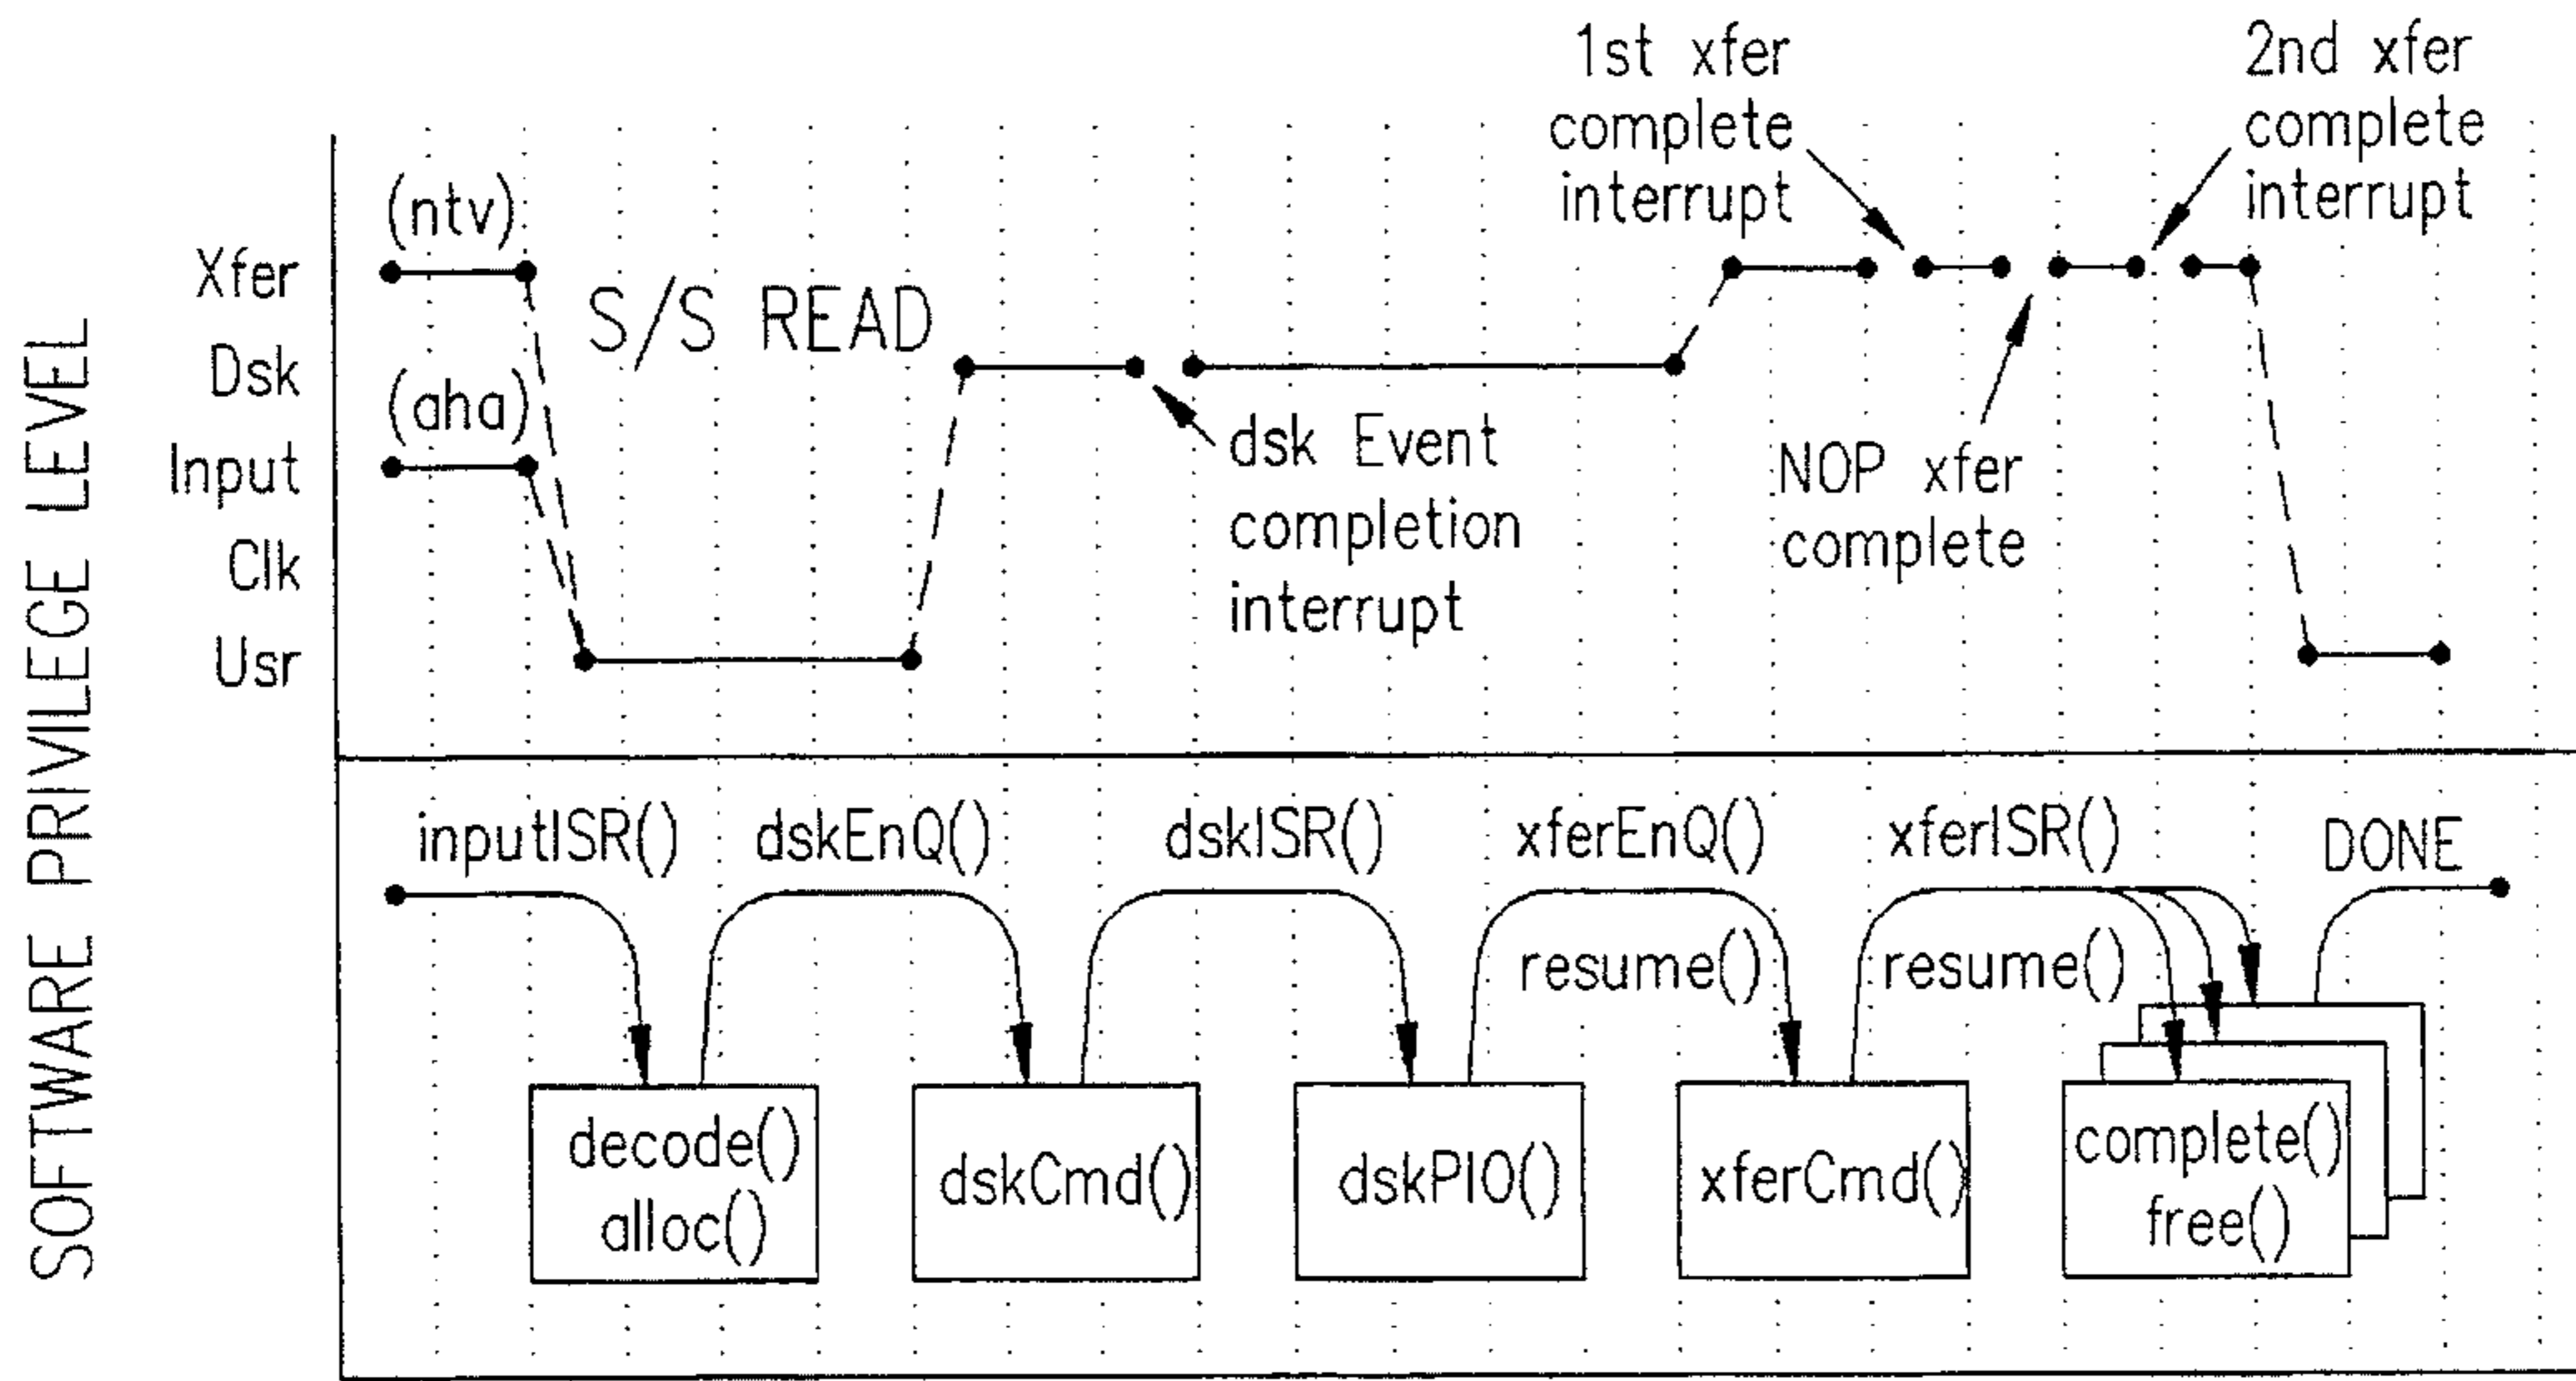 1st xfer
complete
interrupt
2nd xfer
complete
interrupt
(ntv)
Xfer
S/S READ
Dsk
(aha)
Input
dsk Event
completion
interrupt
NOP xfer
complete
Clk
Usr
SOFTWARE PRIVILEGE LEVEL
inputISR()
dskEnQ()
dskISR()
xferEnQ()
xferISR()
DONE
resume()
resume()
decode()
alloc()
dskCmd()
dskPIO()
xferCmd()
complete()
free()